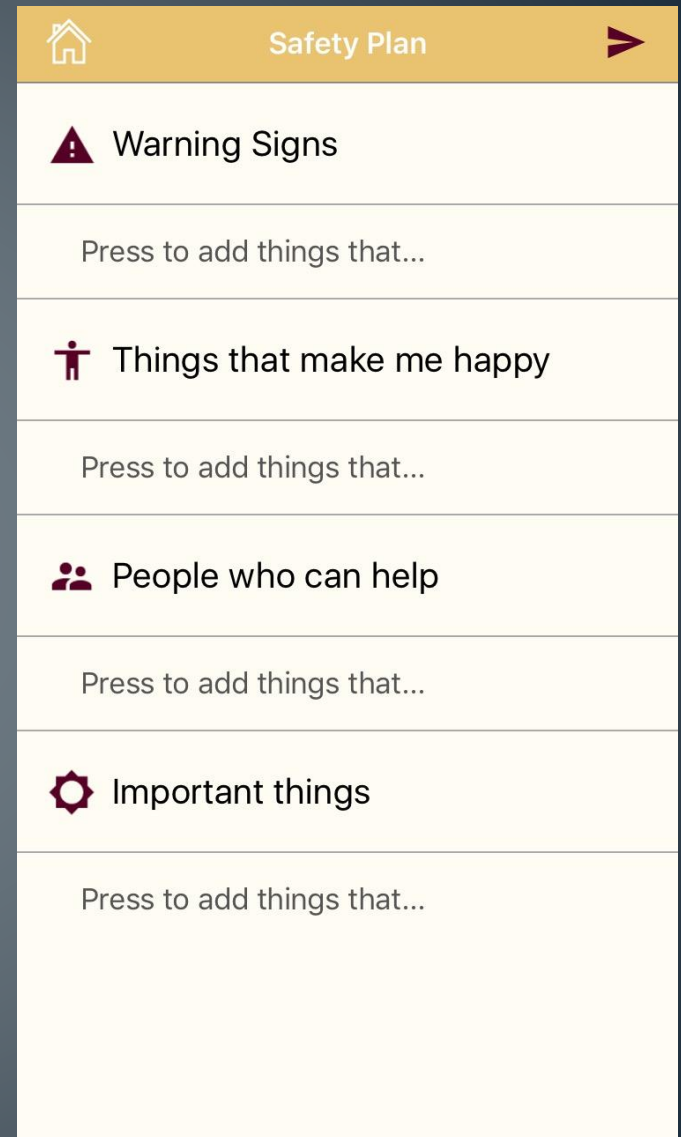 Safety Plan
Warning Signs
Press to add things that...
Things that make me happy
Press to add things that...
People who can help
Press to add things that...
Important things
Press to add things that...